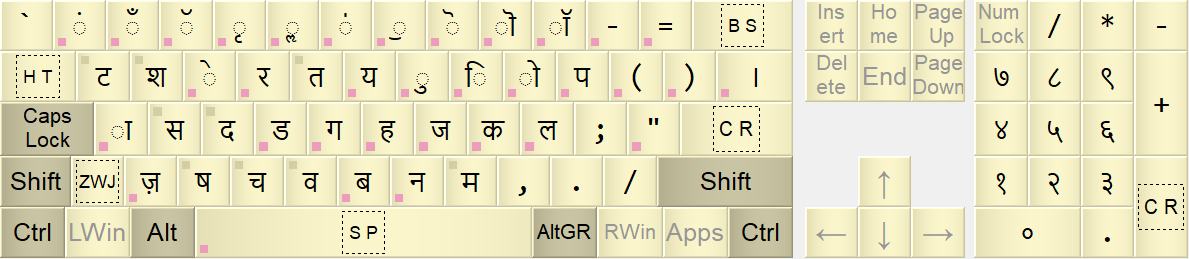 ` ं ँ ॅ ृ ॆ ॊ ॉ - = BS Insert Home Page Up Num Lock / * -
HT ट श े र त य ु ि ो प ( ) । Delete End Page Down ७ ८ ९ +
Caps Lock ा स द ड ग ह ज क ल ; " CR ४ ५ ६
Shift ZWJ ज़ ष च व ब न म , . / Shift ↑ १ २ ३ CR
Ctrl LWin Alt SP AltGR RWin Apps Ctrl ← ↓ → ० .